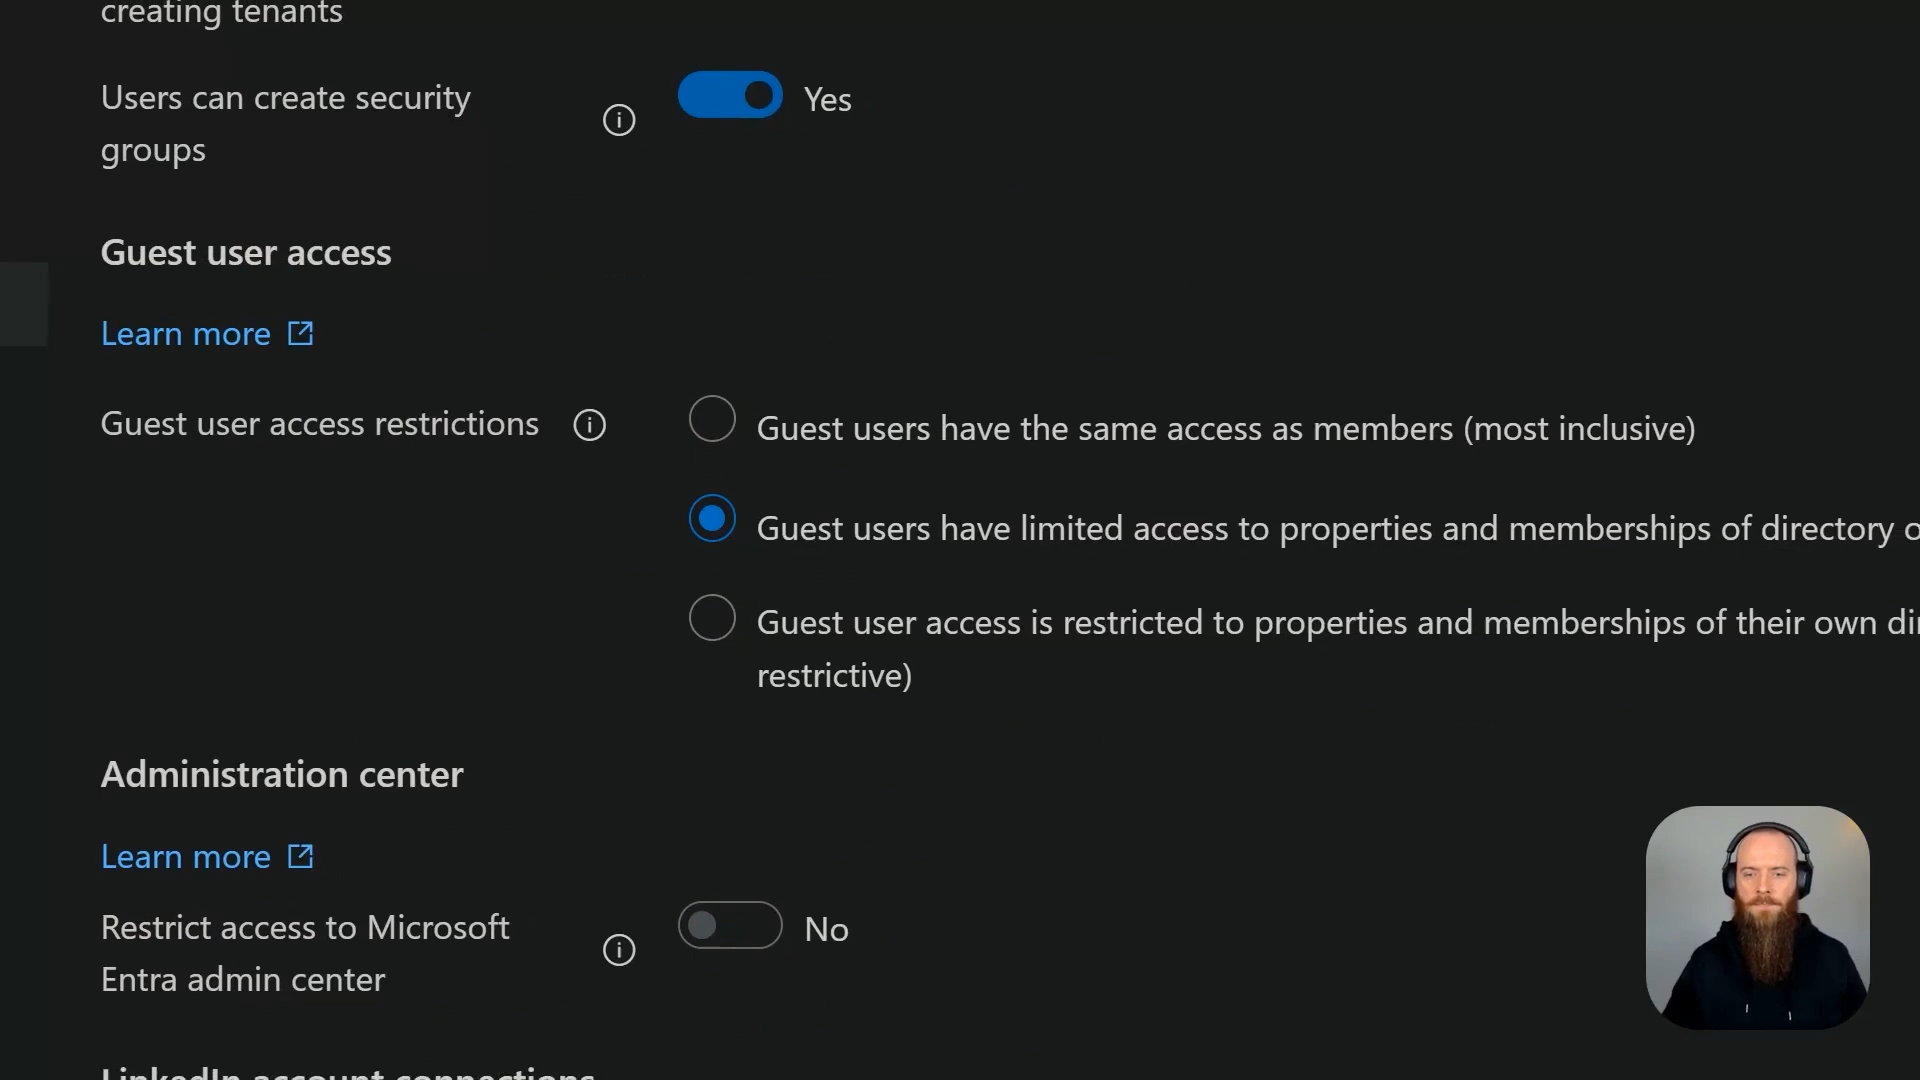 creating tenants
Users can create security
groups
Yes
Guest user access
Learn more
Guest user access restrictions
Guest users have the same access as members (most inclusive)
Guest users have limited access to properties and memberships of directory
Guest user access is restricted to properties and memberships of their own
restrictive)
Administration center
Learn more
Restrict access to Microsoft
Entra admin center
No
LinkedIn account connections